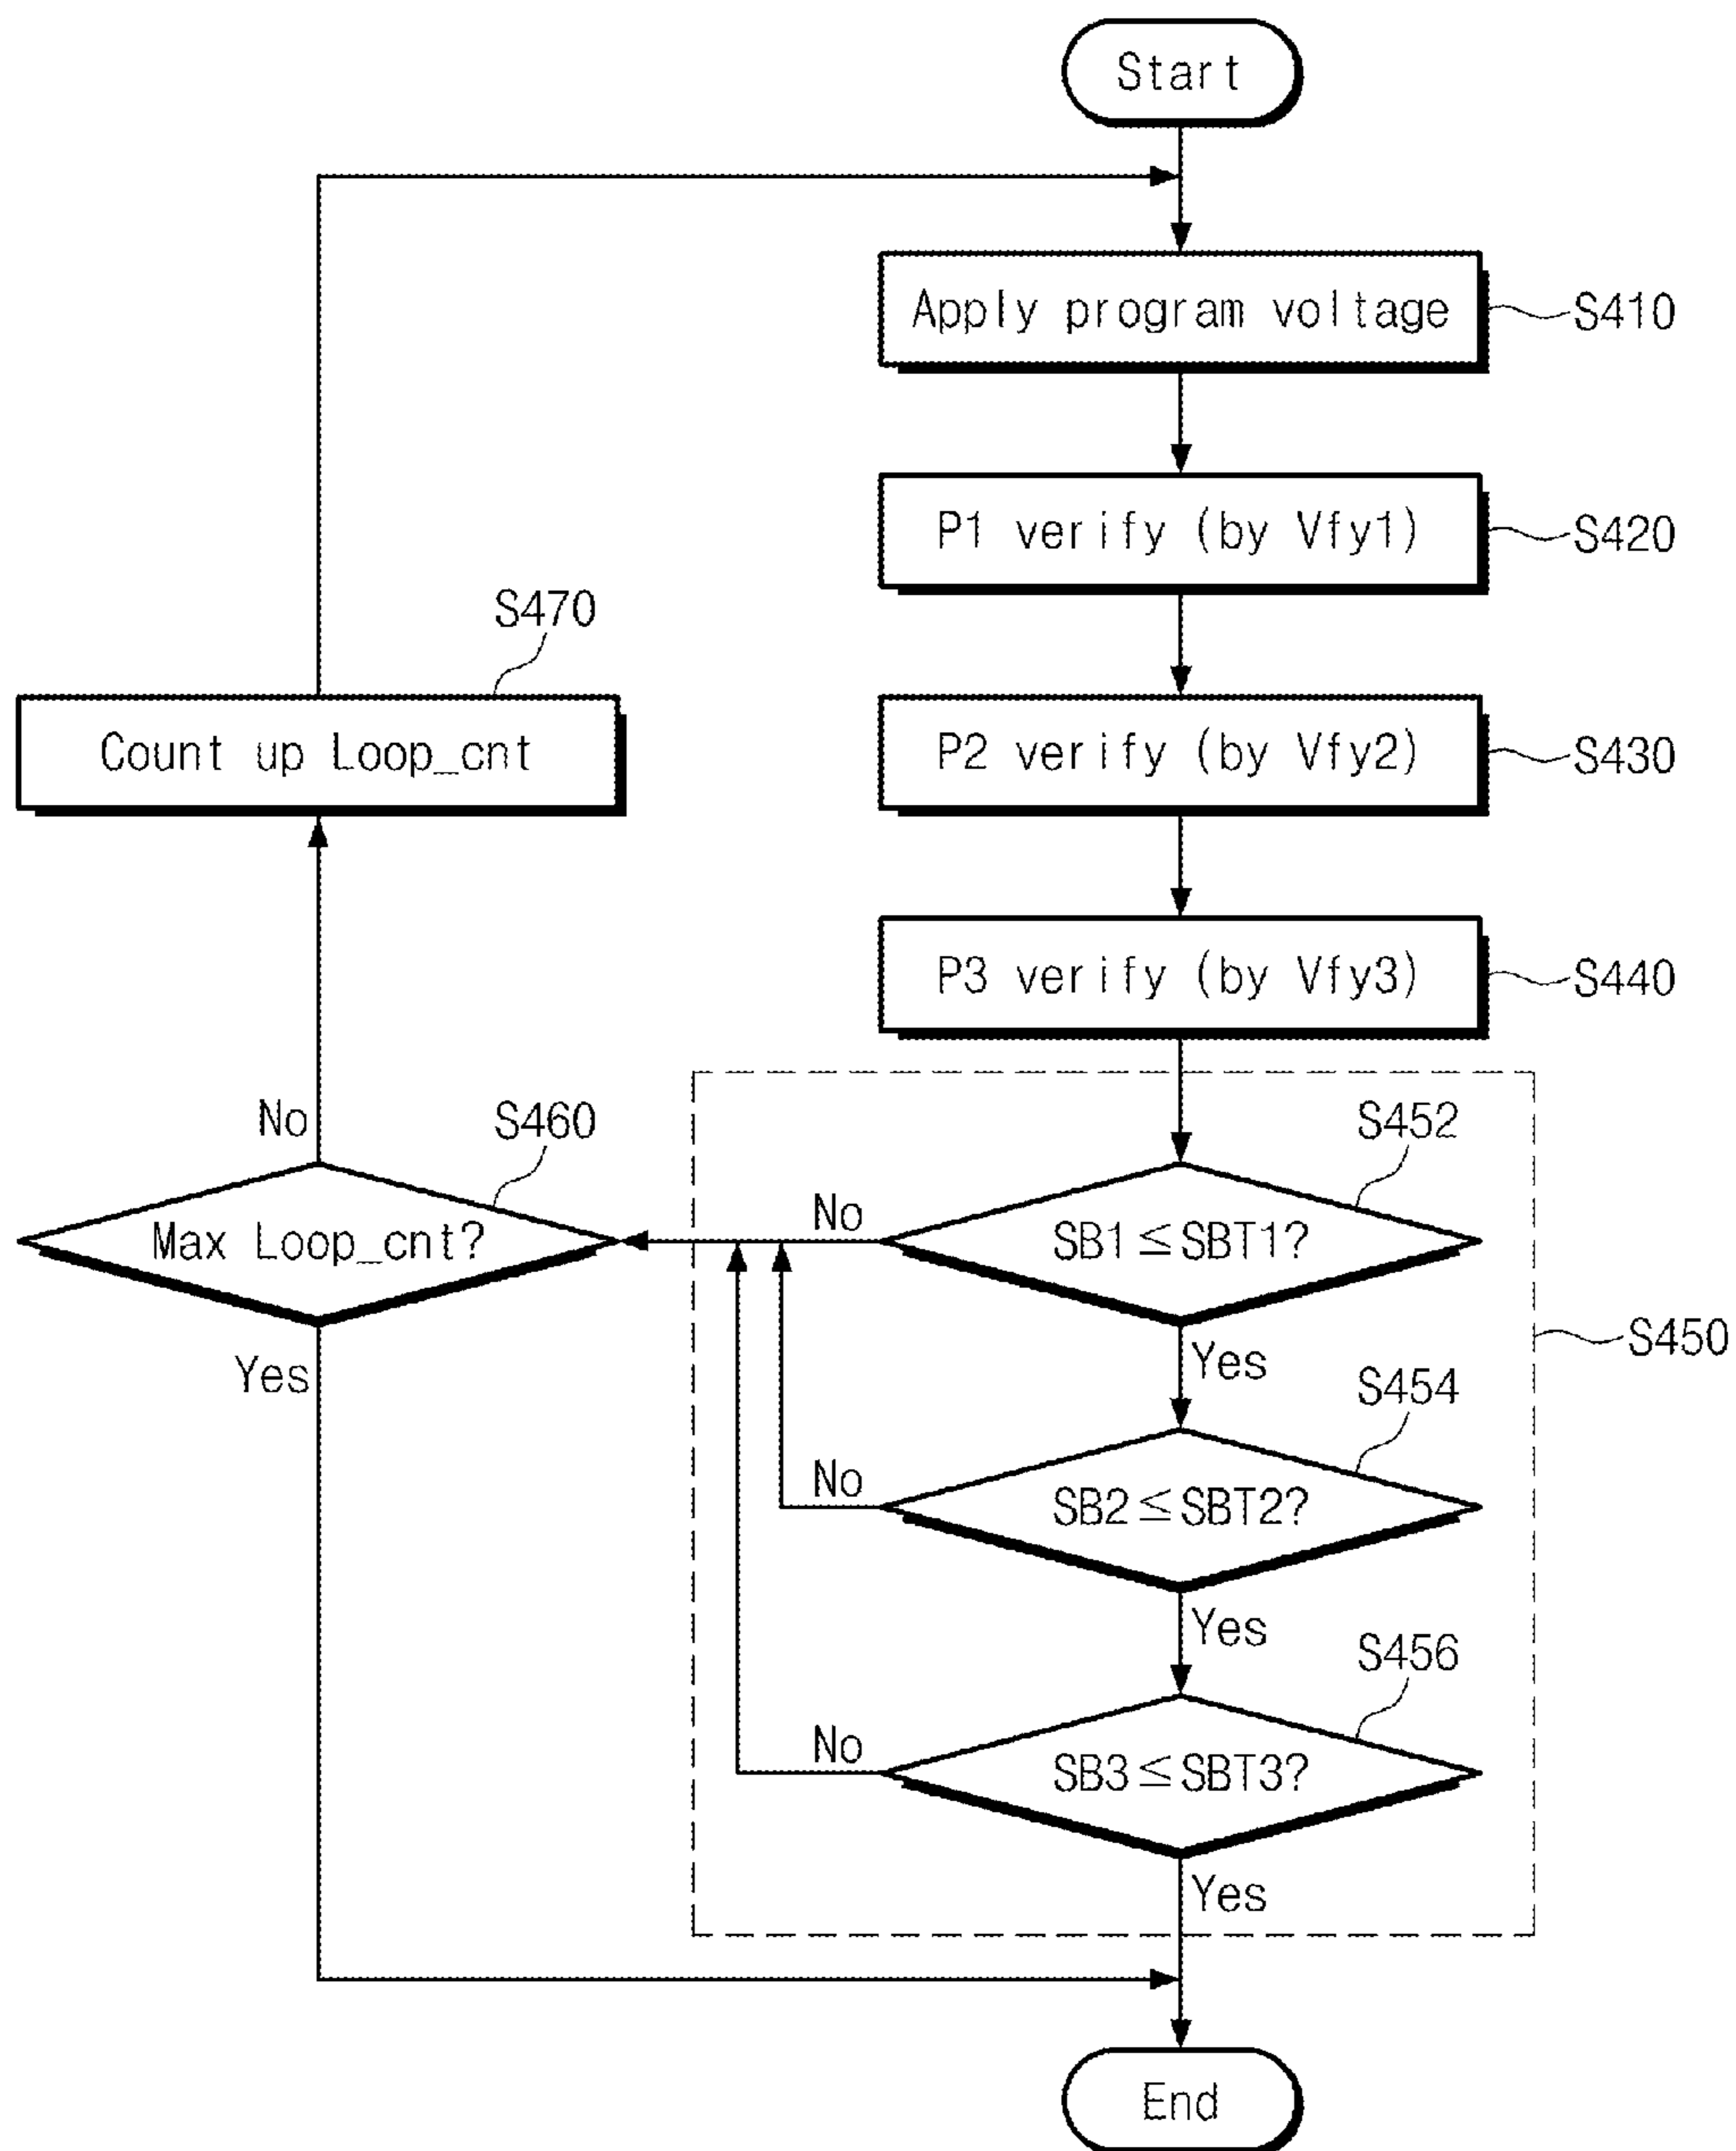 Start
Apply program voltage
S410
P1 verify (by Vfy1)
S420
S470
Count up Loop_cnt
P2 verify (by Vfy2)
S430
P3 verify (by Vfy3)
S440
No
S460
S452
Max Loop_cnt?
No
SB1≦SBT1?
S450
Yes
Yes
S454
No
SB2≦SBT2?
Yes
S456
No
SB3≦SBT3?
Yes
End